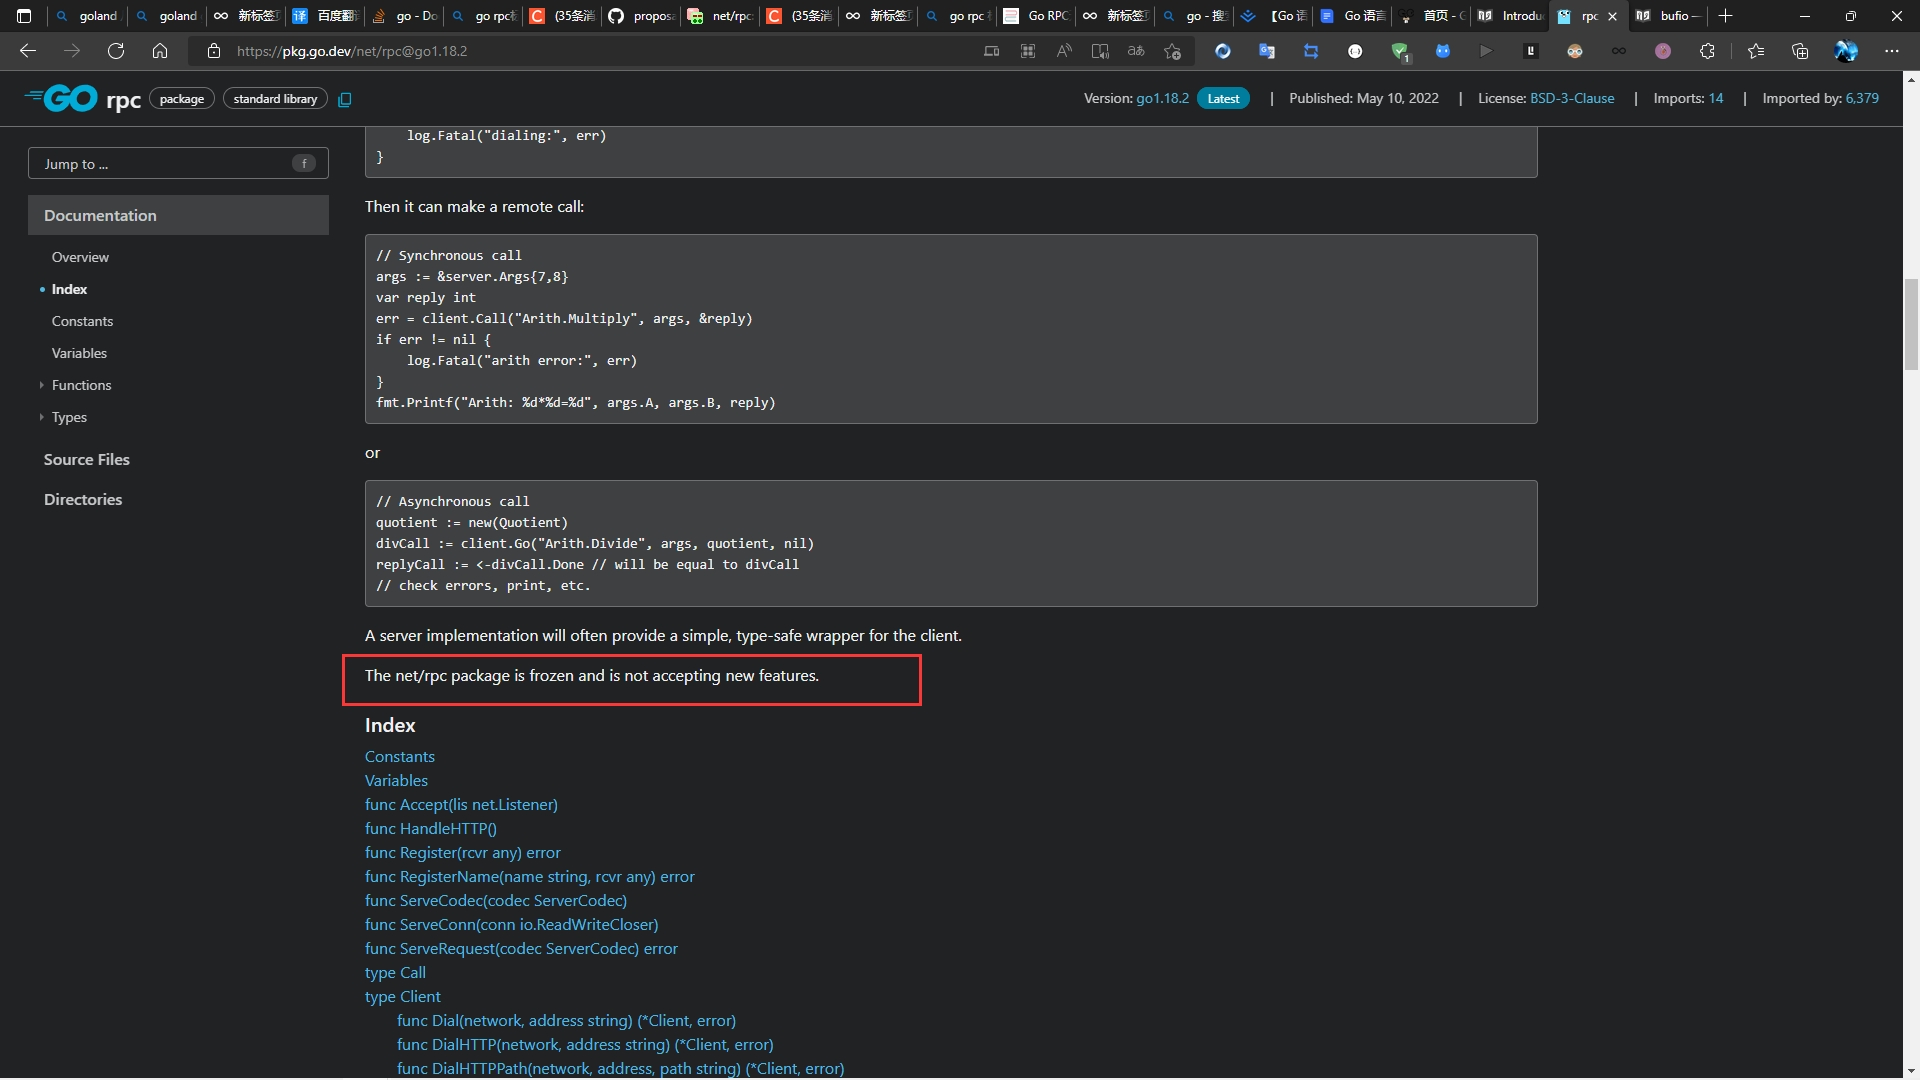 goland
goland
新标签页
百度翻
go - Do
go rpc
(35条消
propos
net/rpc:
(35条消
新标签页
go rpc
Go RPC
新标签页
go - 搜
【Go 语
Go 语言
首页 - G
Introdu
rpc
bufio —
https://pkg.go.dev/net/rpc@go1.18.2
GO rpc package standard library Version: go1.18.2 Latest | Published: May 10, 2022 | License: BSD-3-Clause | Imports: 14 | Imported by: 6,379
Jump to ... f
Documentation
Overview
Index
Constants
Variables
Functions
Types
Source Files
Directories
log.Fatal("dialing:", err)
}
Then it can make a remote call:
// Synchronous call
args := &server.Args{7,8}
var reply int
err = client.Call("Arith.Multiply", args, &reply)
if err != nil {
log.Fatal("arith error:", err)
}
fmt.Printf("Arith: %d*%d=%d", args.A, args.B, reply)
or
// Asynchronous call
quotient := new(Quotient)
divCall := client.Go("Arith.Divide", args, quotient, nil)
replyCall := <-divCall.Done // will be equal to divCall
// check errors, print, etc.
A server implementation will often provide a simple, type-safe wrapper for the client.
The net/rpc package is frozen and is not accepting new features.
Index
Constants
Variables
func Accept(lis net.Listener)
func HandleHTTP()
func Register(rcvr any) error
func RegisterName(name string, rcvr any) error
func ServeCodec(codec ServerCodec)
func ServeConn(conn io.ReadWriteCloser)
func ServeRequest(codec ServerCodec) error
type Call
type Client
func Dial(network, address string) (*Client, error)
func DialHTTP(network, address string) (*Client, error)
func DialHTTPPath(network, address, path string) (*Client, error)